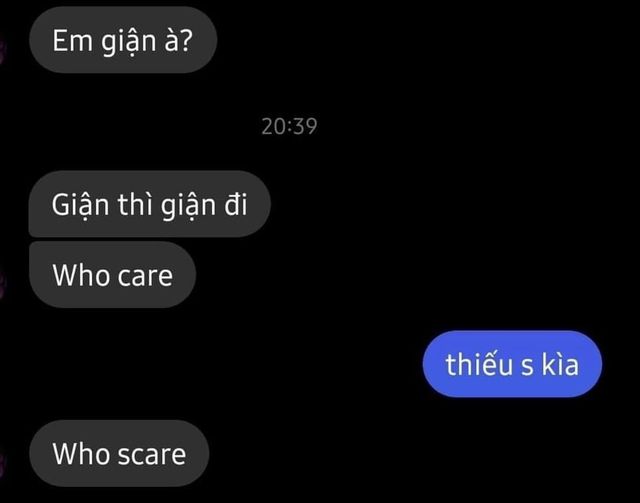 Em giận à?
20:39
Giận thì giận đi
Who care
thiếu s kìa
Who scare